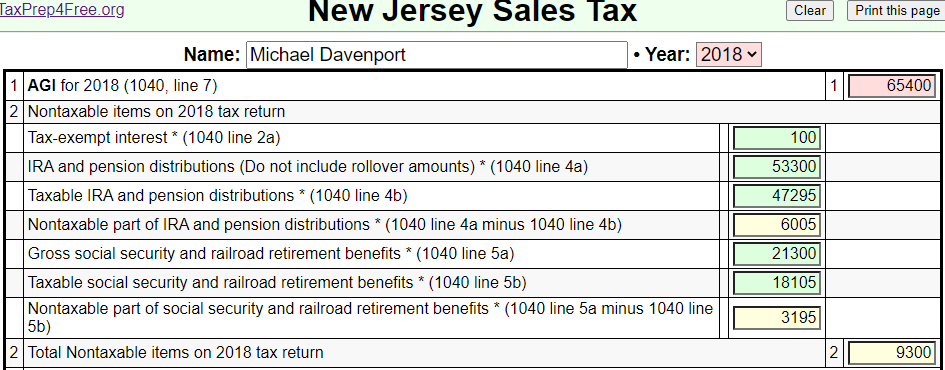 TaxPrep4Free.org New Jersey Sales Tax Clear Print this page
Name: Michael Davenport • Year: 2018
1 AGI for 2018 (1040, line 7) 1 65400
2 Nontaxable items on 2018 tax return
Tax-exempt interest * (1040 line 2a) 100
IRA and pension distributions (Do not include rollover amounts) * (1040 line 4a) 53300
Taxable IRA and pension distributions * (1040 line 4b) 47295
Nontaxable part of IRA and pension distributions * (1040 line 4a minus 1040 line 4b) 6005
Gross social security and railroad retirement benefits * (1040 line 5a) 21300
Taxable social security and railroad retirement benefits * (1040 line 5b) 18105
Nontaxable part of social security and railroad retirement benefits * (1040 line 5a minus 1040 line
5b) 3195
2 Total Nontaxable items on 2018 tax return 2 9300